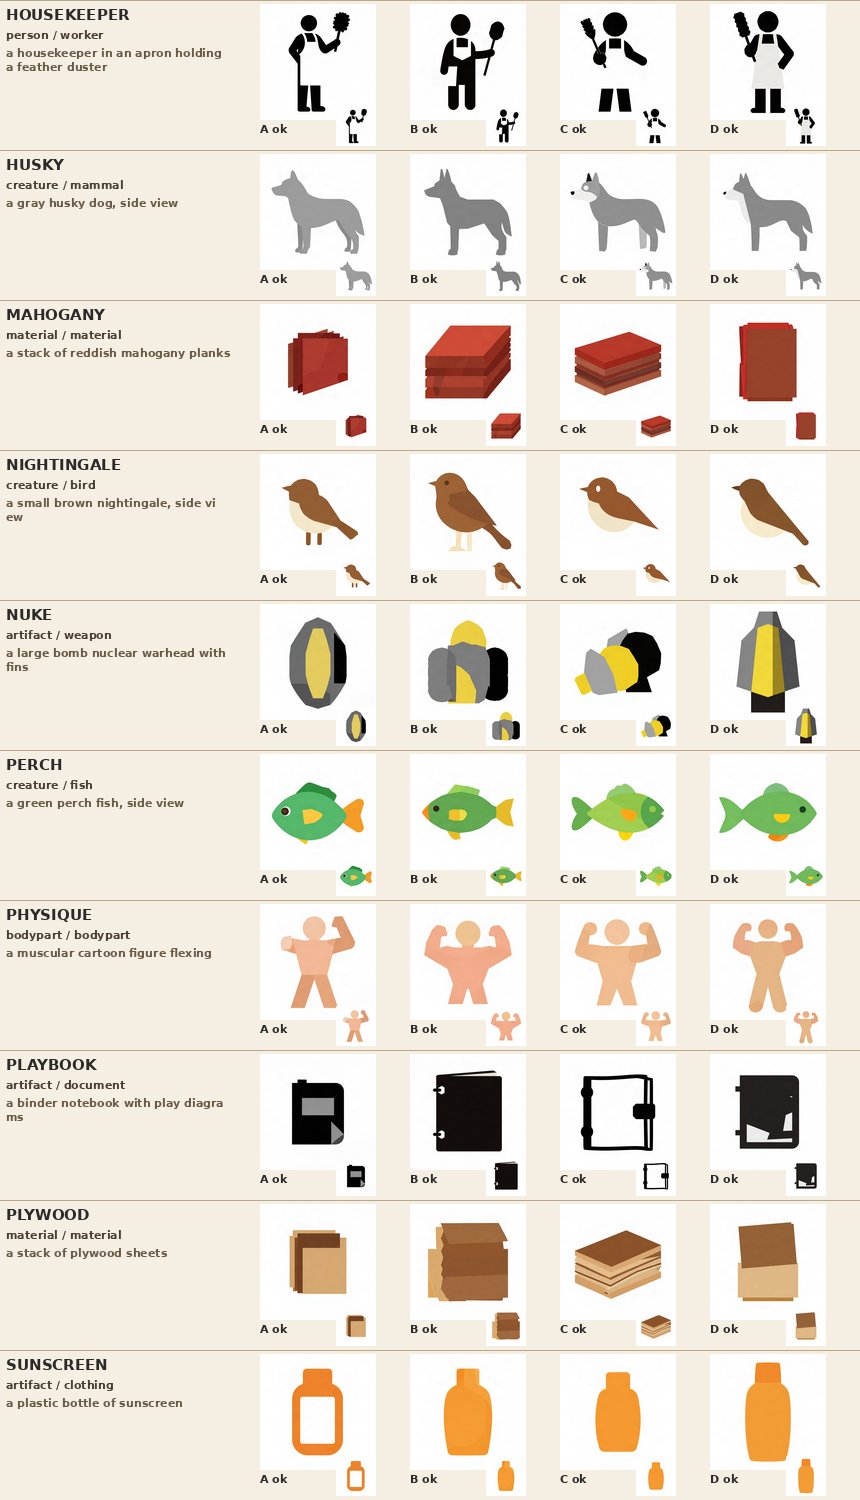 HOUSEKEEPER
person / worker
a housekeeper in an apron holding
a feather duster
A ok
B ok
C ok
D ok
HUSKY
creature / mammal
a gray husky dog, side view
A ok
B ok
C ok
D ok
MAHOGANY
material / material
a stack of reddish mahogany planks
A ok
B ok
C ok
D ok
NIGHTINGALE
creature / bird
a small brown nightingale, side vi
ew
A ok
B ok
C ok
D ok
NUKE
artifact / weapon
a large bomb nuclear warhead with
fins
A ok
B ok
C ok
D ok
PERCH
creature / fish
a green perch fish, side view
A ok
B ok
C ok
D ok
PHYSIQUE
bodypart / bodypart
a muscular cartoon figure flexing
A ok
B ok
C ok
D ok
PLAYBOOK
artifact / document
a binder notebook with play diagra
ms
A ok
B ok
C ok
D ok
PLYWOOD
material / material
a stack of plywood sheets
A ok
B ok
C ok
D ok
SUNSCREEN
artifact / clothing
a plastic bottle of sunscreen
A ok
B ok
C ok
D ok